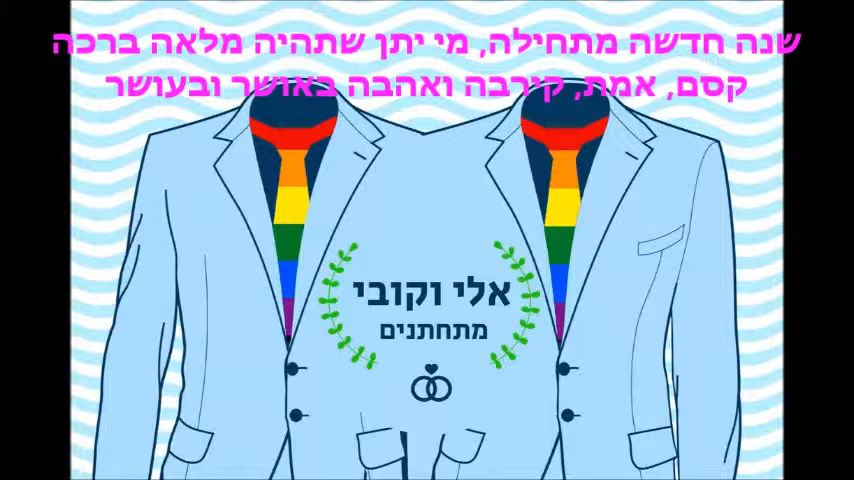 שנה חדשה מתחילה, מי יתן שתהיה מלאה ברכה
קסם, אמת, קירבה ואהבה באושר ובעושר
אלי וקובי
מתחתנים